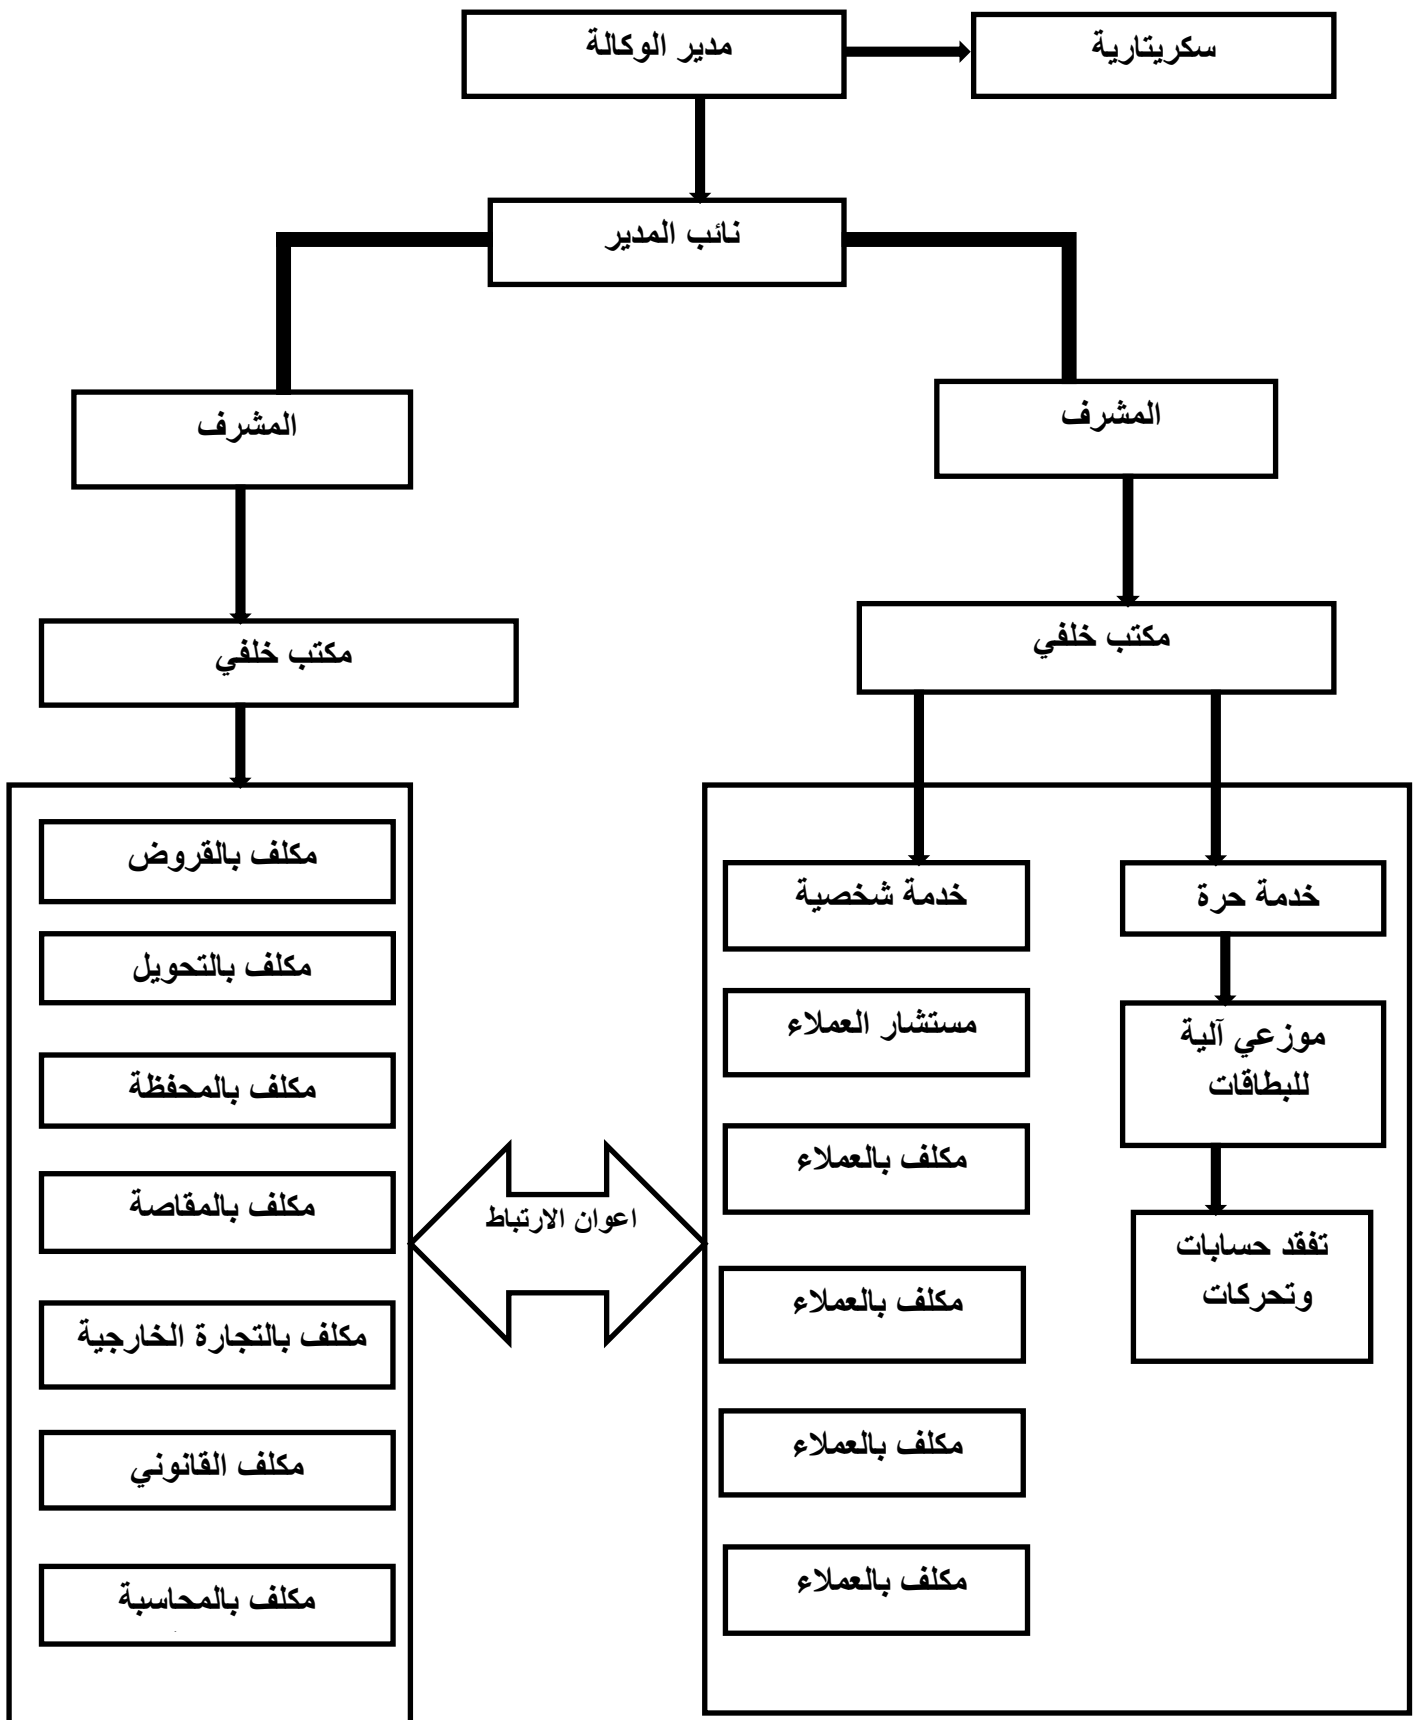 سكريتارية
مدير الوكالة
نائب المدير
المشرف
المشرف
مكتب خلفي
مكتب خلفي
خدمة حرة
موزعي آلية
للبطاقات
تفقد حسابات
وتحركات
خدمة شخصية
مستشار العملاء
مكلف بالعملاء
مكلف بالعملاء
مكلف بالعملاء
مكلف بالعملاء
اعوان الارتباط
مكلف بالقروض
مكلف بالتحويل
مكلف بالمحفظة
مكلف بالمقاصة
مكلف بالتجارة الخارجية
مكلف القانوني
مكلف بالمحاسبة